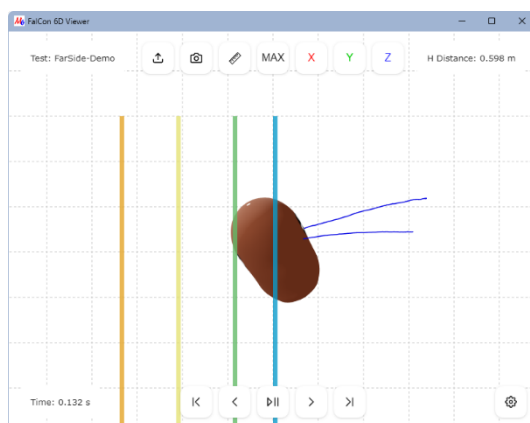 FalCon 6D Viewer
Test: FarSide-Demo
MAX
X
Y
Z
H Distance: 0.598 m
Time: 0.132 s